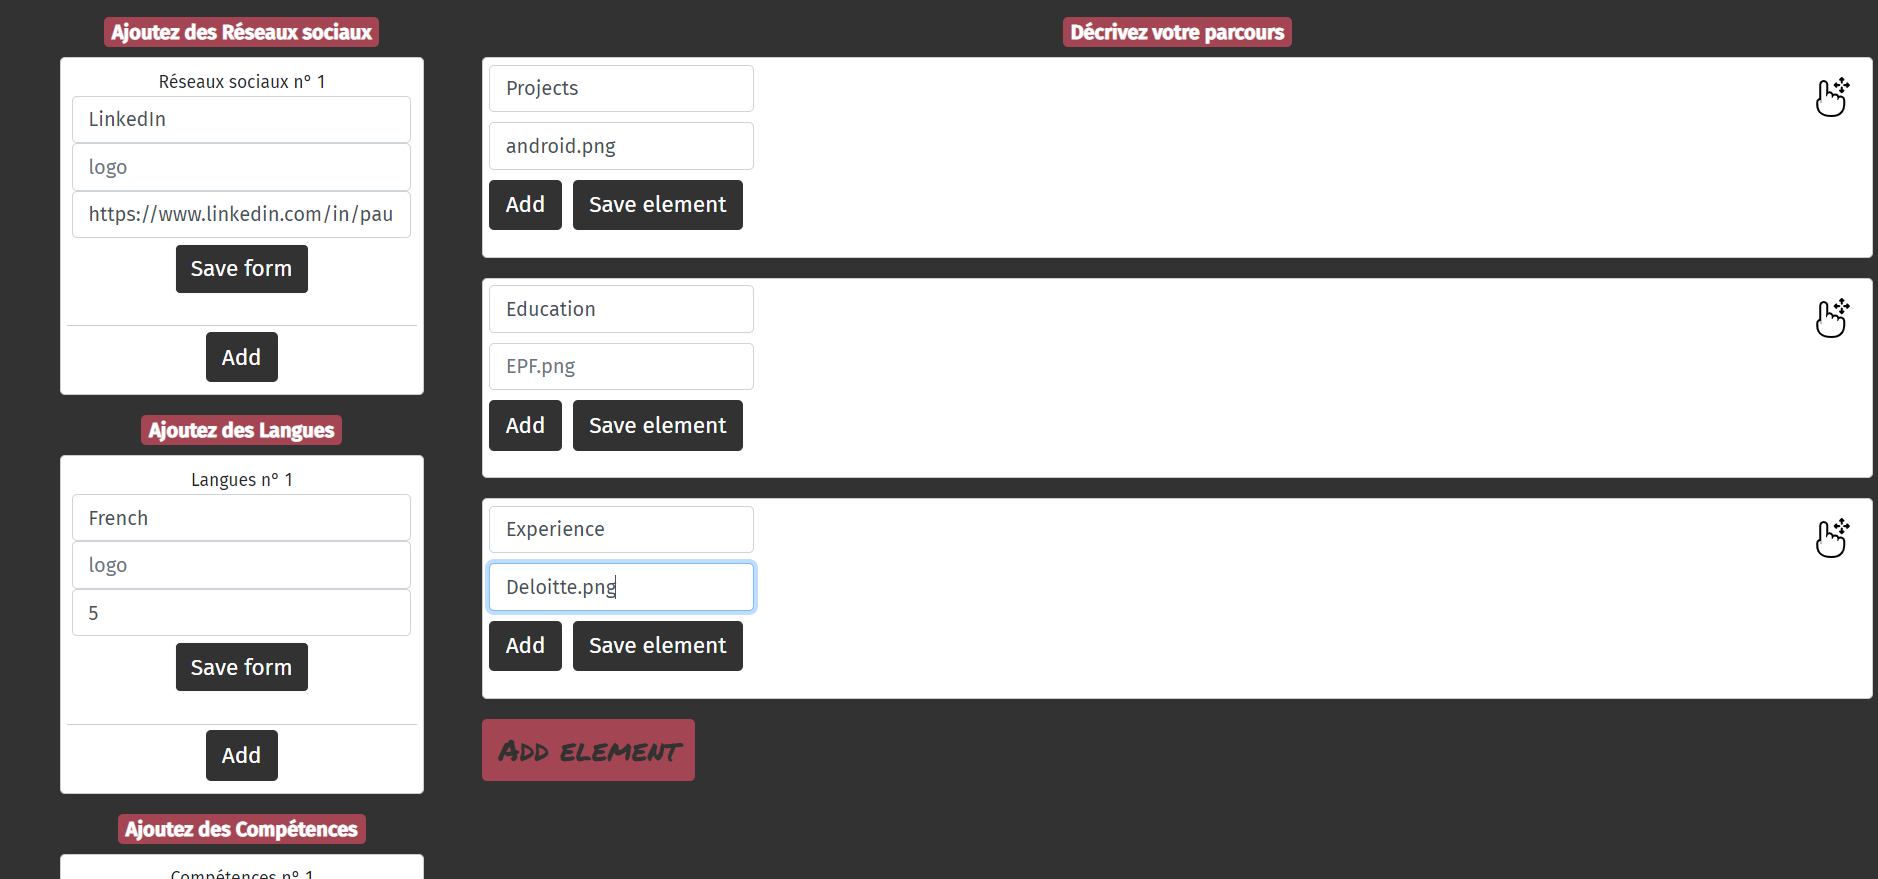 Ajoutez des Réseaux sociaux
Réseaux sociaux n° 1
LinkedIn
logo
https://www.linkedin.com/in/pau
Save form
Add
Ajoutez des Langues
Langues n° 1
French
logo
5
Save form
Add
Ajoutez des Compétences
Compétences n° 1
Décrivez votre parcours
Projects
android.png
Add Save element
Education
EPF.png
Add Save element
Experience
Deloitte.png
Add Save element
Add element